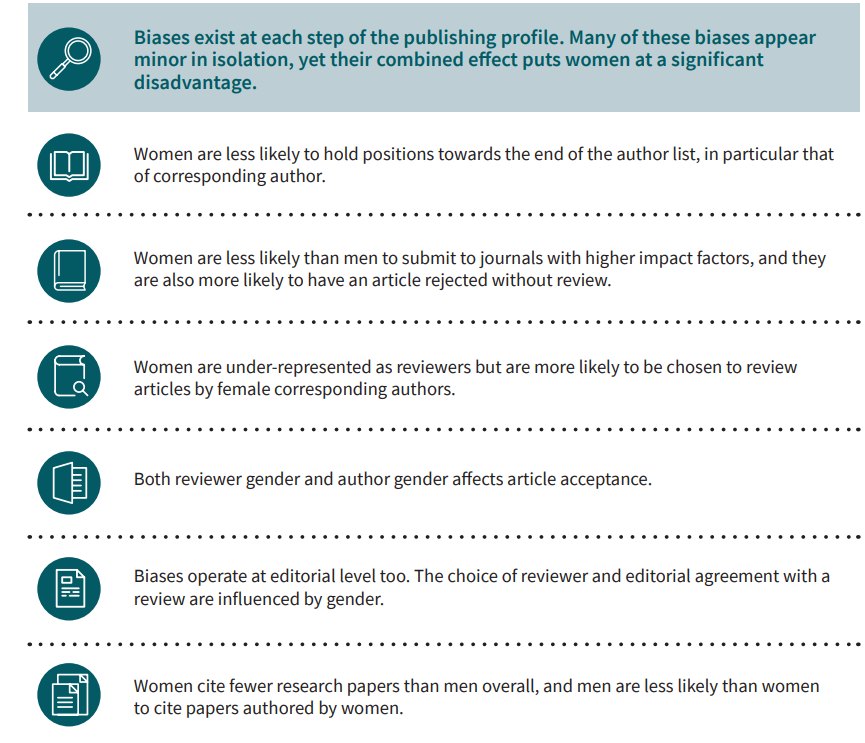 Biases exist at each step of the publishing profile. Many of these biases appear
minor in isolation, yet their combined effect puts women at a significant
disadvantage.
Women are less likely to hold positions towards the end of the author list, in particular that
of corresponding author.
Women are less likely than men to submit to journals with higher impact factors, and they
are also more likely to have an article rejected without review.
Women are under-represented as reviewers but are more likely to be chosen to review
articles by female corresponding authors.
Both reviewer gender and author gender affects article acceptance.
Biases operate at editorial level too. The choice of reviewer and editorial agreement with a
review are influenced by gender.
Women cite fewer research papers than men overall, and men are less likely than women
to cite papers authored by women.